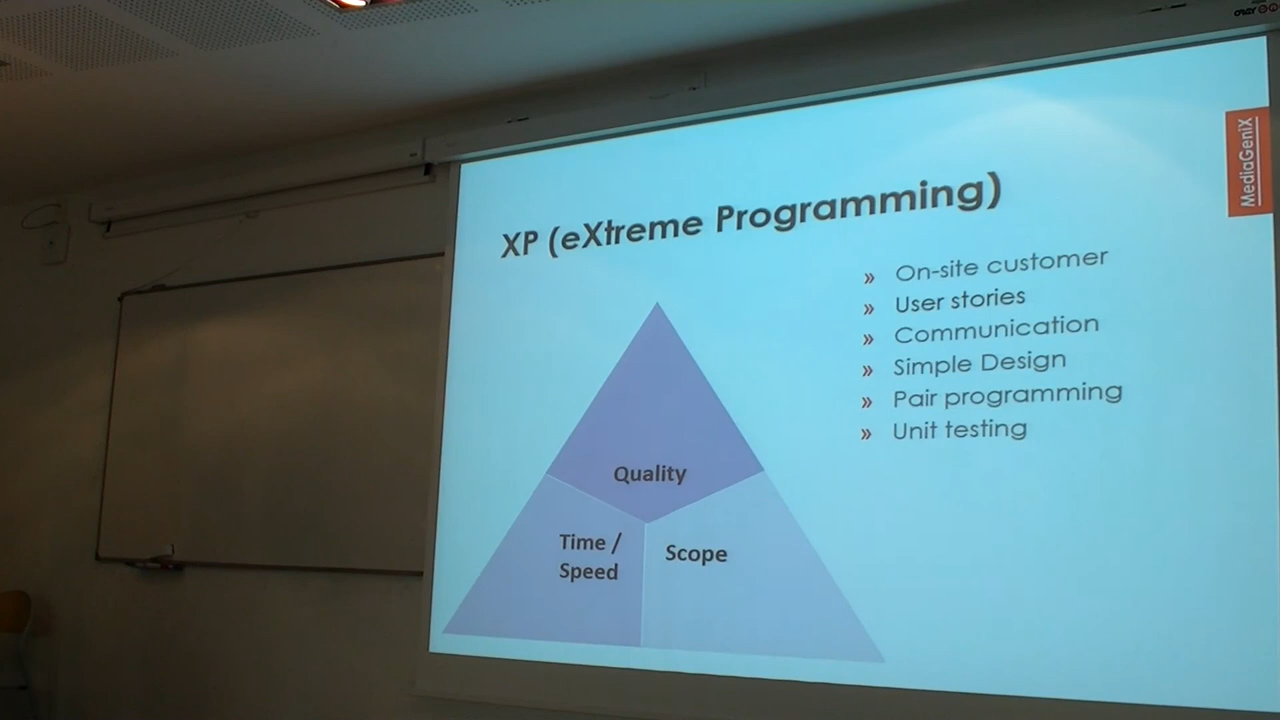 MediaGeniX
XP (eXtreme Programming)
» On-site customer
» User stories
» Communication
» Simple Design
» Pair programming
» Unit testing
Quality
Time /
Speed
Scope